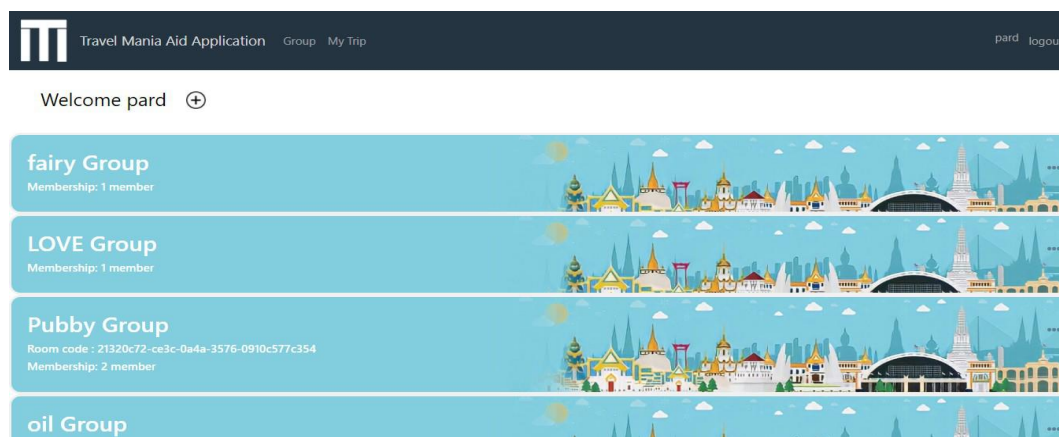 Travel Mania Aid Application Group My Trip pard logou
Welcome pard
fairy Group
Membership: 1 member
LOVE Group
Membership: 1 member
Pubby Group
Room code : 21320c72-ce3c-0a4a-3576-0910c577c354
Membership: 2 member
oil Group